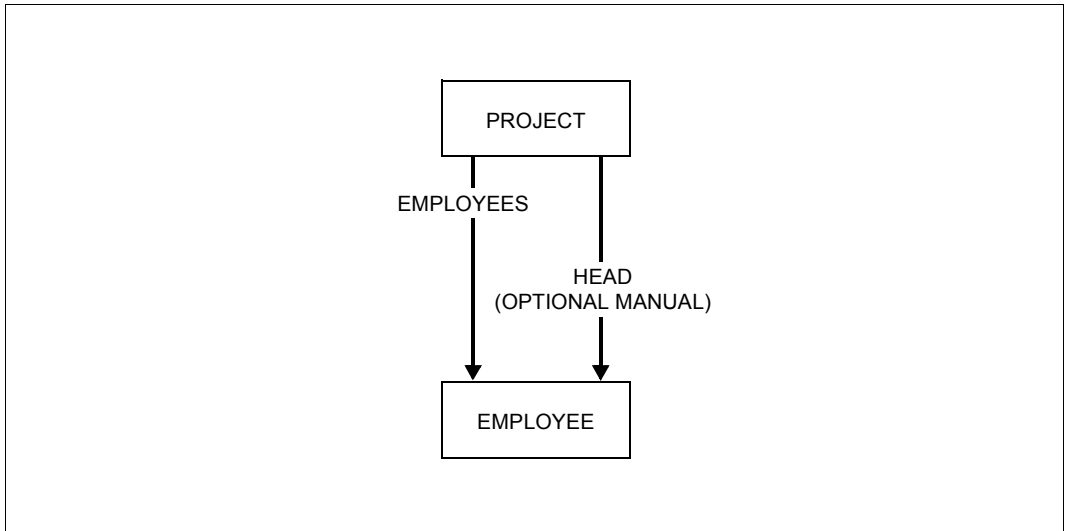 PROJECT
EMPLOYEES
HEAD
(OPTIONAL MANUAL)
EMPLOYEE